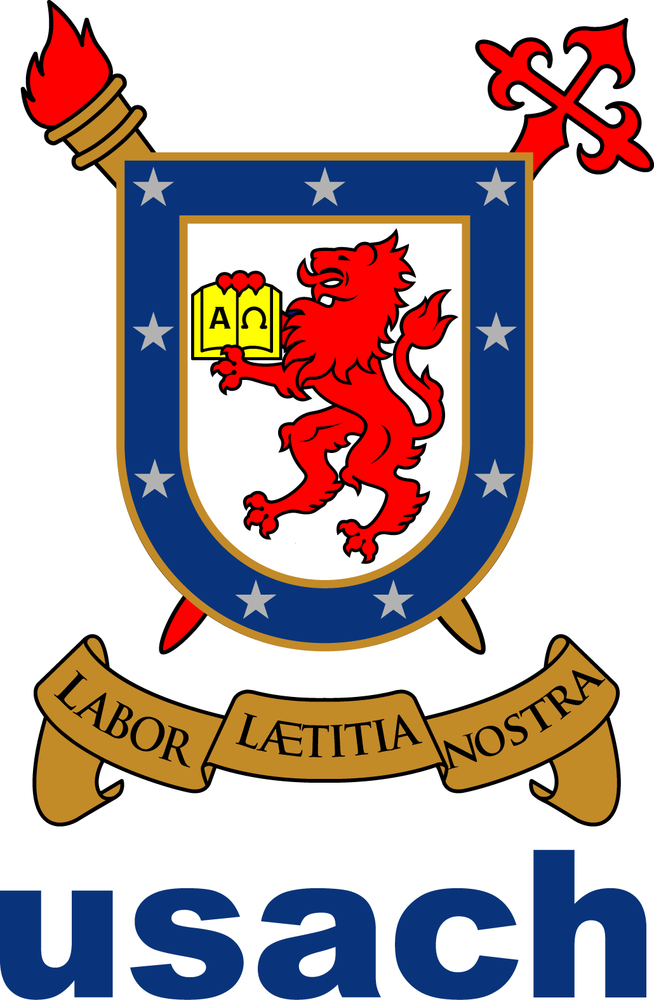 Α Ω
LABOR LÆTITIA NOSTRA
usach